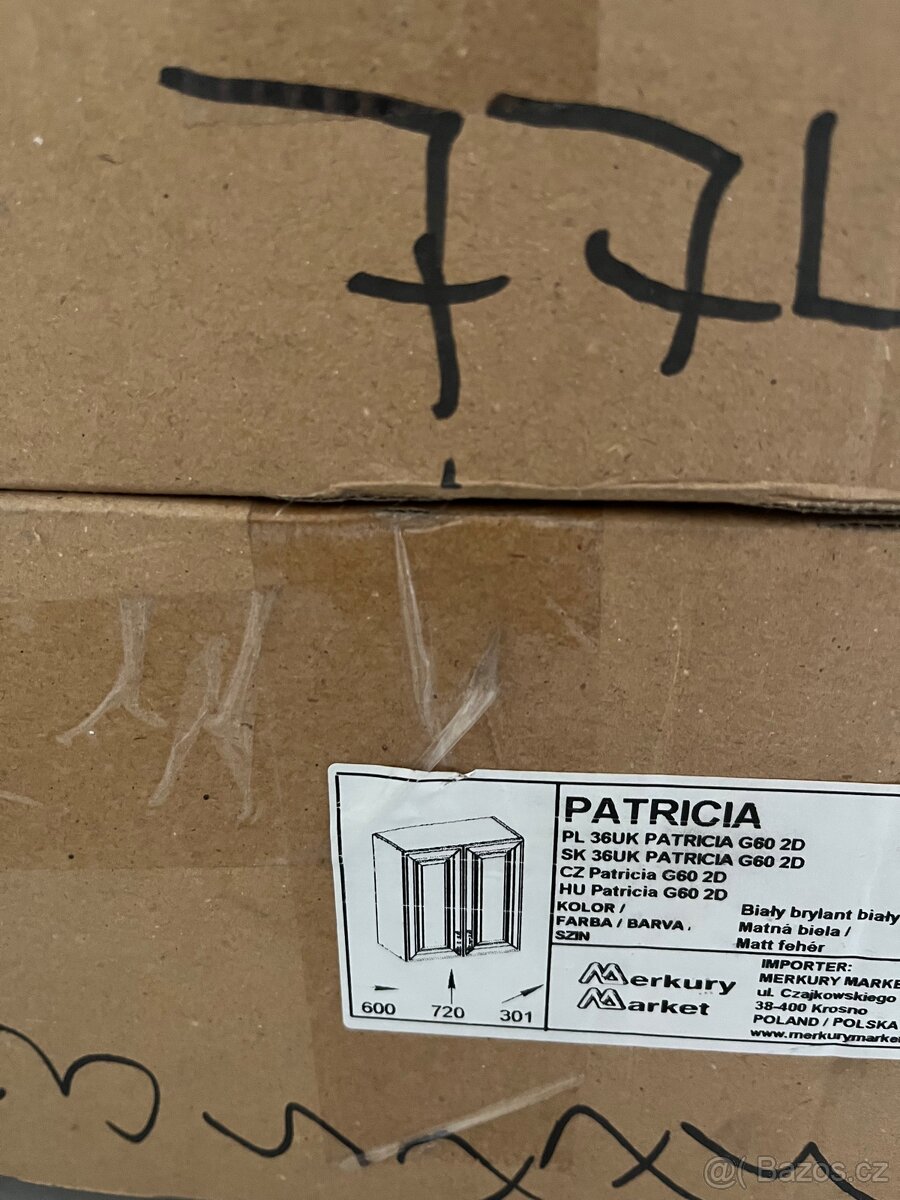 PATRICIA
PL 36UK PATRICIA G60 2D
SK 36UK PATRICIA G60 2D
CZ Patricia G60 2D
HU Patricia G60 2D
KOLOR /
FARBA / BARVA
SZIN
Biały brylant biały
Matná biela /
Matt fehér
600 720 301
Merkury
Market
IMPORTER:
MERKURY MARKE
ul. Czajkowskiego
38-400 Krosno
POLAND / POLSKA
www.merkurymarke
Bazos.cz